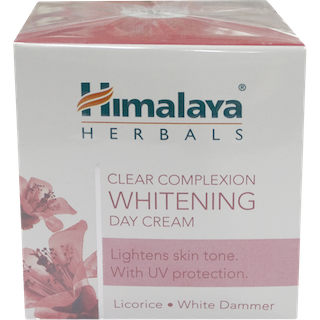 Himalaya®
HERBALS
CLEAR COMPLEXION
WHITENING
DAY CREAM
Lightens skin tone.
With UV protection.
Licorice • White Dammer